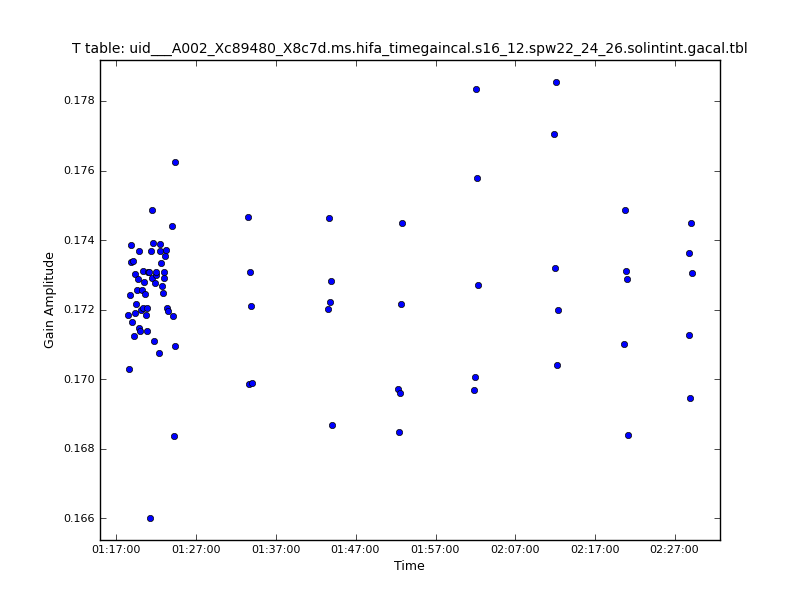 T table: uid___A002_Xc89480_X8c7d.ms.hifa_timegaincal.s16_12.spw22_24_26.solintint.gacal.tbl
0.178
0.176
0.174
0.172
0.170
0.168
0.166
Gain Amplitude
01:17:00 01:27:00 01:37:00 01:47:00 01:57:00 02:07:00 02:17:00 02:27:00
Time